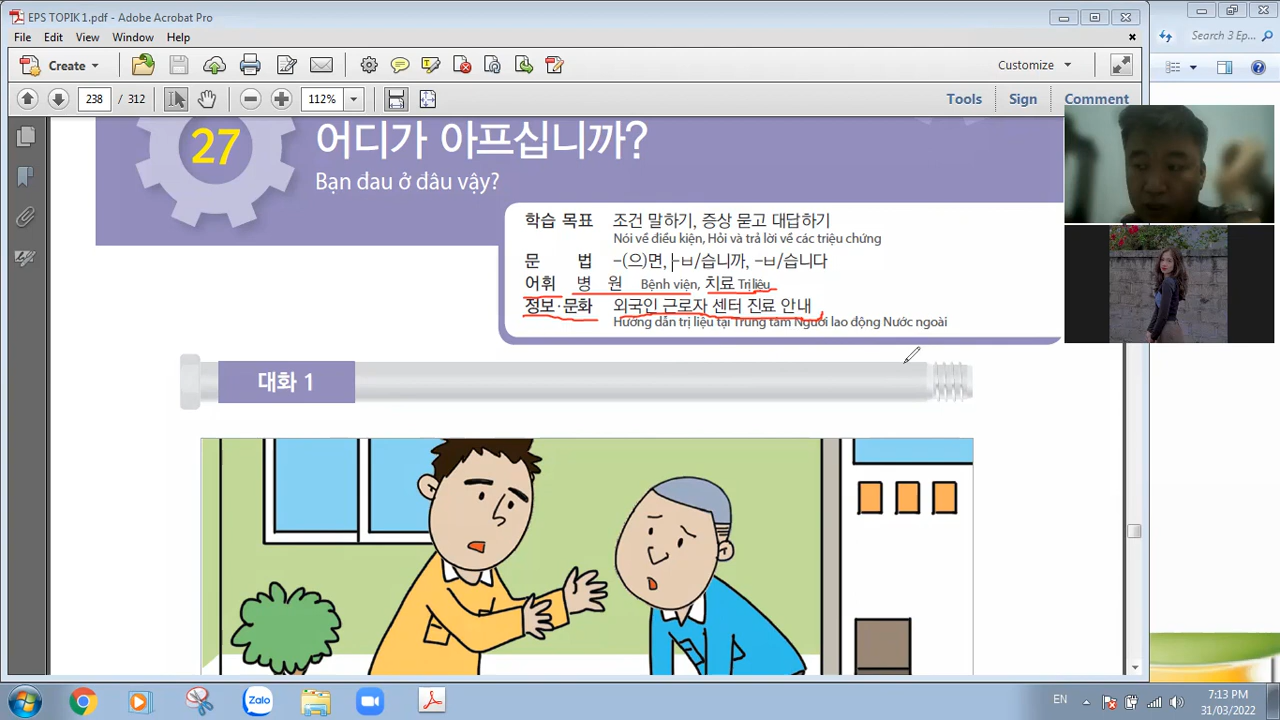 EPS TOPIK 1.pdf - Adobe Acrobat Pro
File Edit View Window Help
Search 3 Ep...
Create
Customize
238 / 312
112%
Tools Sign Comment
27
어디가 아프십니까?
Bạn đau ở đâu vậy?
학습 목표 조건 말하기, 증상 묻고 대답하기
Nói về điều kiện, Hỏi và trả lời về các triệu chứng
문 법 -(으)면, -ㅂ/습니까, -ㅂ/습니다
어휘 병 원 Bệnh viện, 치료 Trị liệu
정보·문화 외국인 근로자 센터 진료 안내
Hướng dẫn trị liệu tại Trung tâm Người lao động Nước ngoài
대화 1
Zalo
EN
7:13 PM
31/03/2022